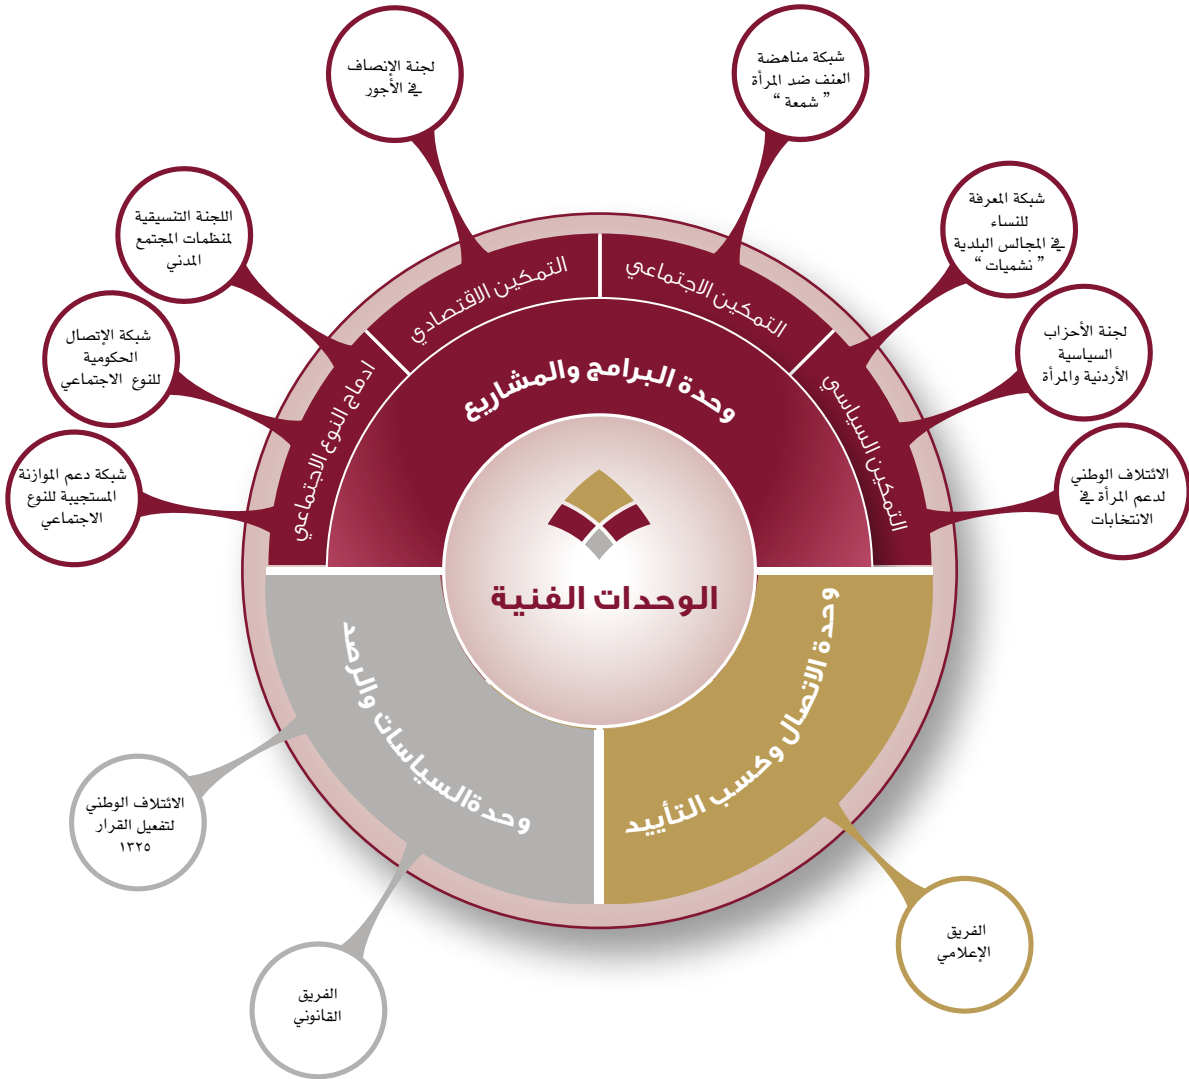 شبكة مناهضة
العنف ضد المرأة
” شمعة “
لجنة الإنصاف
في الأجور
شبكة المعرفة
للنساء
في المجالس البلدية
” نشميات “
اللجنة التنسيقية
لمنظمات المجتمع
المدني
لجنة الأحزاب
السياسية
الأردنية والمرأة
شبكة الإتصال
الحكومية
للنوع الاجتماعي
الائتلاف الوطني
لدعم المرأة في
الانتخابات
شبكة دعم الموازنة
المستجيبة للنوع
الاجتماعي
التمكين السياسي
التمكين الاجتماعي
التمكين الاقتصادي
ادماج النوع الاجتماعي
وحدة البرامج والمشاريع
الوحدات الفنية
وحدة الاتصال وكسب التأييد
وحدةالسياسات والرصد
الائتلاف الوطني
لتفعيل القرار
١٣٢٥
الفريق
الإعلامي
الفريق
القانوني